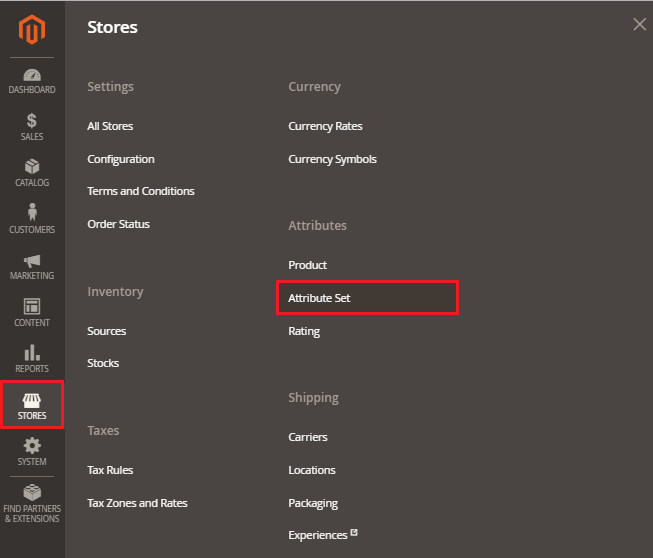 DASHBOARD
SALES
CATALOG
CUSTOMERS
MARKETING
CONTENT
REPORTS
STORES
SYSTEM
FIND PARTNERS
& EXTENSIONS
Stores
Settings
All Stores
Configuration
Terms and Conditions
Order Status
Inventory
Sources
Stocks
Taxes
Tax Rules
Tax Zones and Rates
Currency
Currency Rates
Currency Symbols
Attributes
Product
Attribute Set
Rating
Shipping
Carriers
Locations
Packaging
Experiences